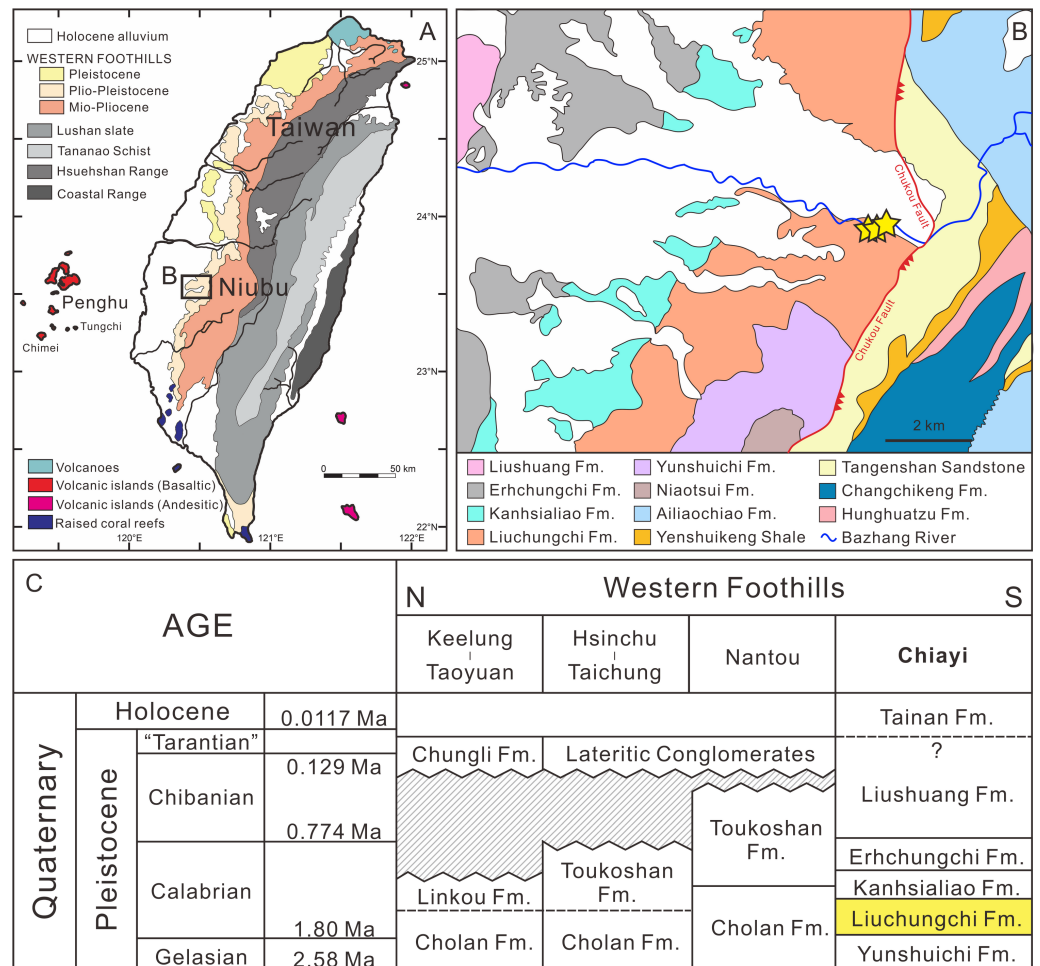 A
Holocene alluvium
WESTERN FOOTHILLS
Pleistocene
Plio-Pleistocene
Mio-Pliocene
Lushan slate
Tananao Schist
Hsuehshan Range
Coastal Range
Taiwan
25°N
24°N
23°N
22°N
B
Niubu
Penghu
Tungchi
Chimei
0 50 km
Volcanoes
Volcanic islands (Basaltic)
Volcanic islands (Andesitic)
Raised coral reefs
120°E 121°E 122°E
B
Chukou Fault
Chukou Fault
2 km
Liushuang Fm.
Erhchungchi Fm.
Kanhsialiao Fm.
Liuchungchi Fm.
Yunshuichi Fm.
Niaotsui Fm.
Ailiaochiao Fm.
Yenshuikeng Shale
Tangenshan Sandstone
Changchikeng Fm.
Hunghuatzu Fm.
Bazhang River
C
AGE
N Western Foothills S
Keelung
-
Taoyuan
Hsinchu
-
Taichung
Nantou
Chiayi
Quaternary
Holocene 0.0117 Ma
Pleistocene
“Tarantian”
0.129 Ma
Chibanian
0.774 Ma
Calabrian
1.80 Ma
Gelasian 2.58 Ma
Chungli Fm.
Linkou Fm.
Cholan Fm.
Lateritic Conglomerates
Toukoshan
Fm.
Cholan Fm.
Toukoshan
Fm.
Cholan Fm.
Tainan Fm.
?
Liushuang Fm.
Erhchungchi Fm.
Kanhsialiao Fm.
Liuchungchi Fm.
Yunshuichi Fm.